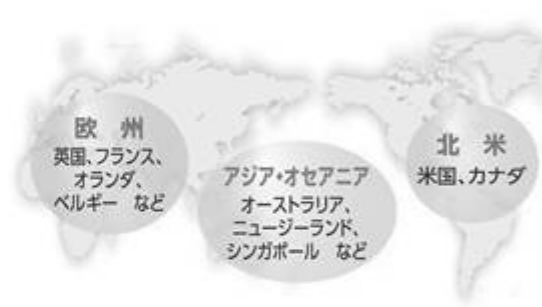 欧　州
英国、フランス、
オランダ、
ベルギー　など
アジア・オセアニア
オーストラリア、
ニュージーランド、
シンガポール　など
北　米
米国、カナダ